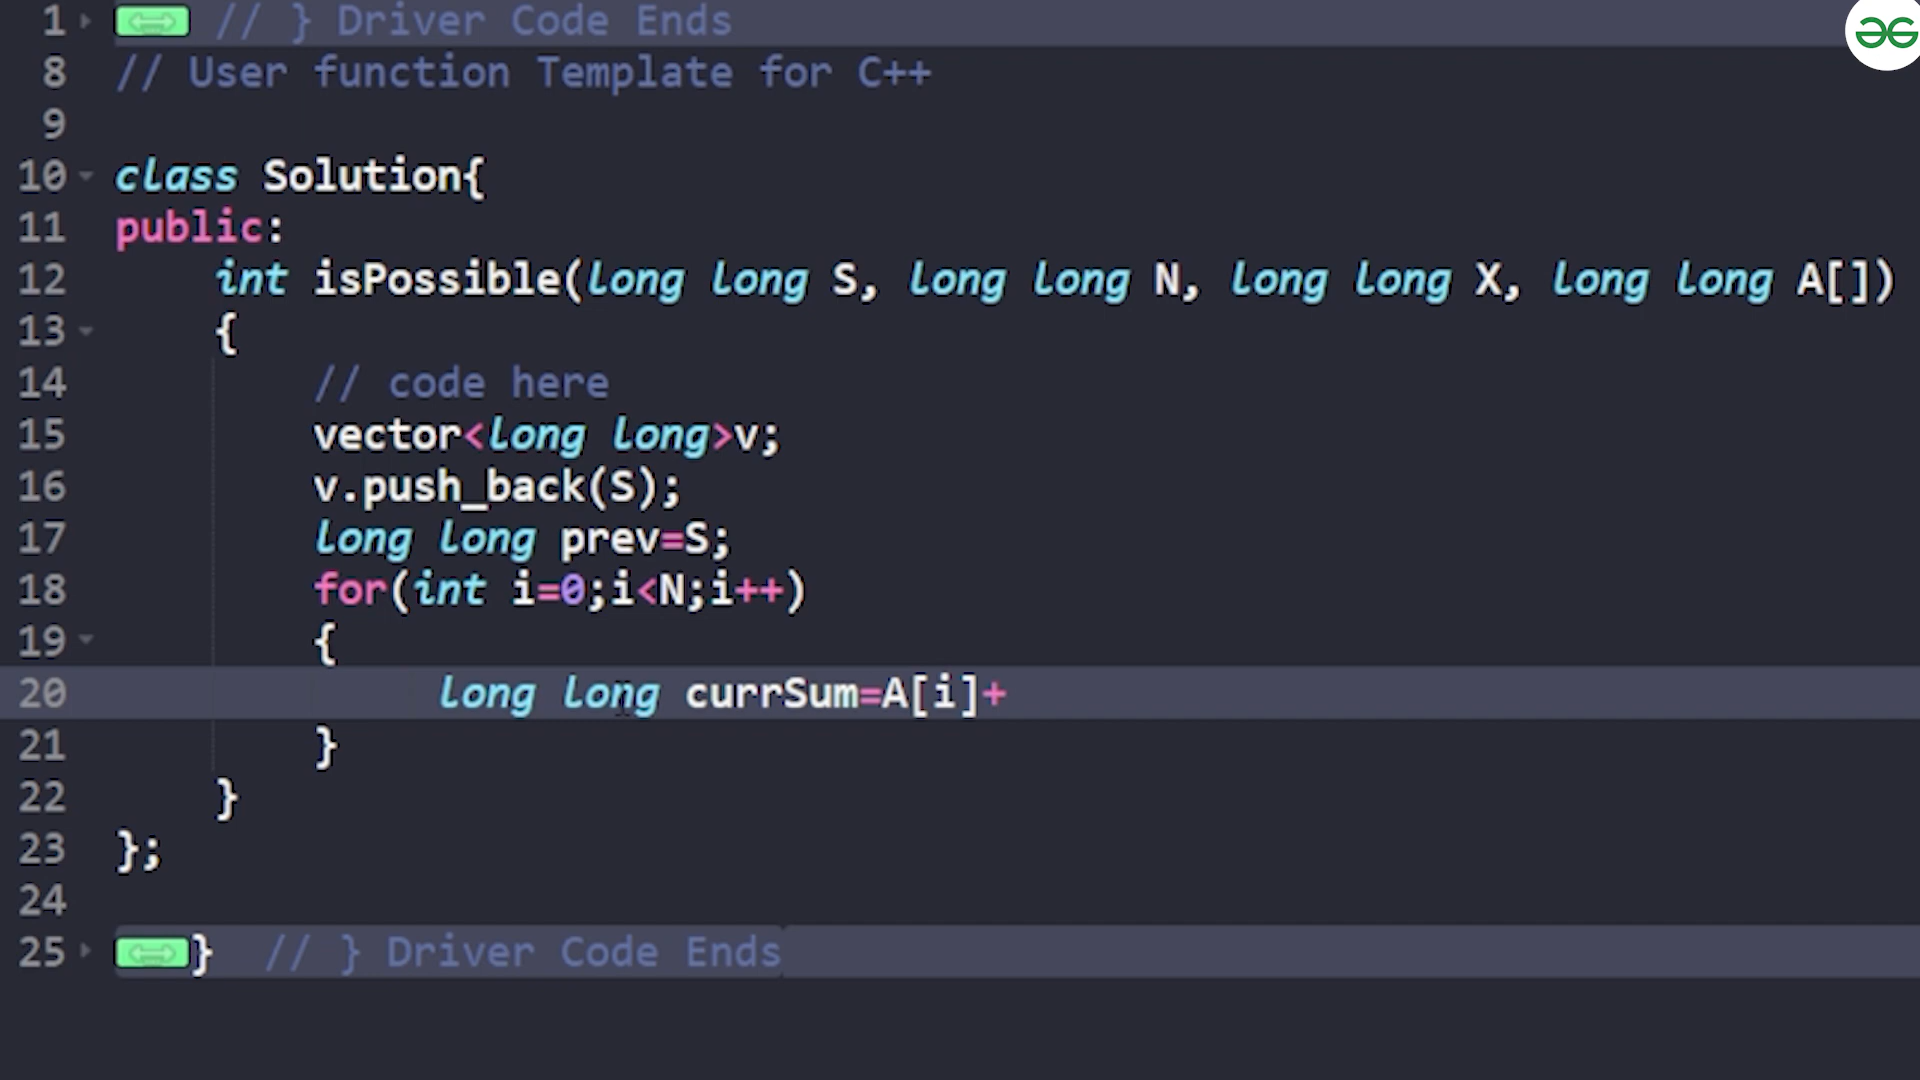 1 // } Driver Code Ends
8 // User function Template for C++
9
10 class Solution{
11 public:
12 int isPossible(long long S, long long N, long long X, long long A[])
13 {
14 // code here
15 vector<long long>v;
16 v.push_back(S);
17 long long prev=S;
18 for(int i=0;i<N;i++)
19 {
20 long long currSum=A[i]+
21 }
22 }
23 };
24
25 } // } Driver Code Ends